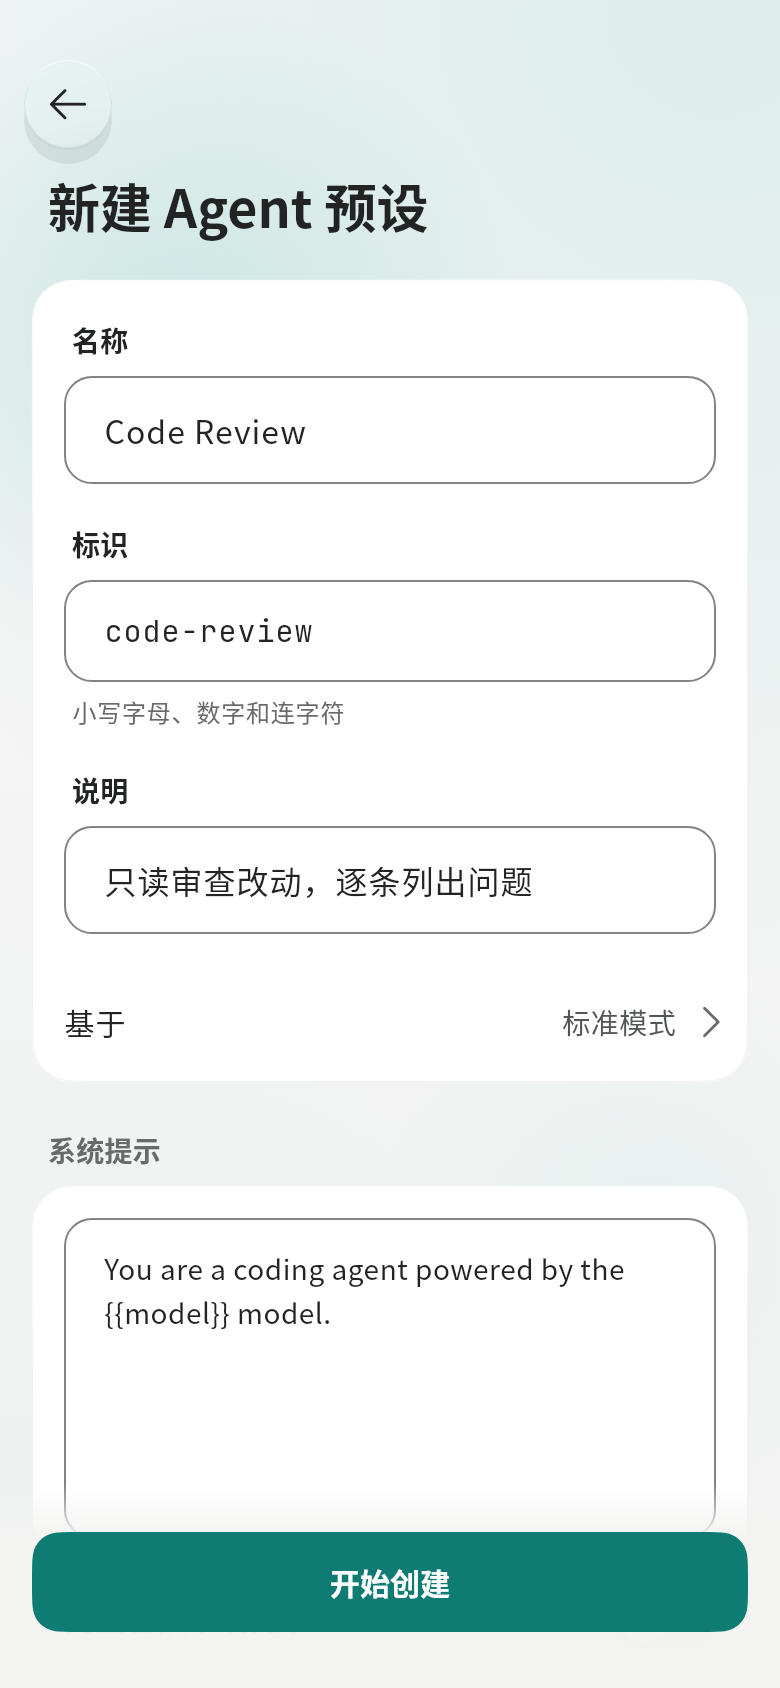 新建 Agent 预设
名称
Code Review
标识
code-review
小写字母、数字和连字符
说明
只读审查改动，逐条列出问题
基于 标准模式
系统提示
You are a coding agent powered by the
{{model}} model.
开始创建